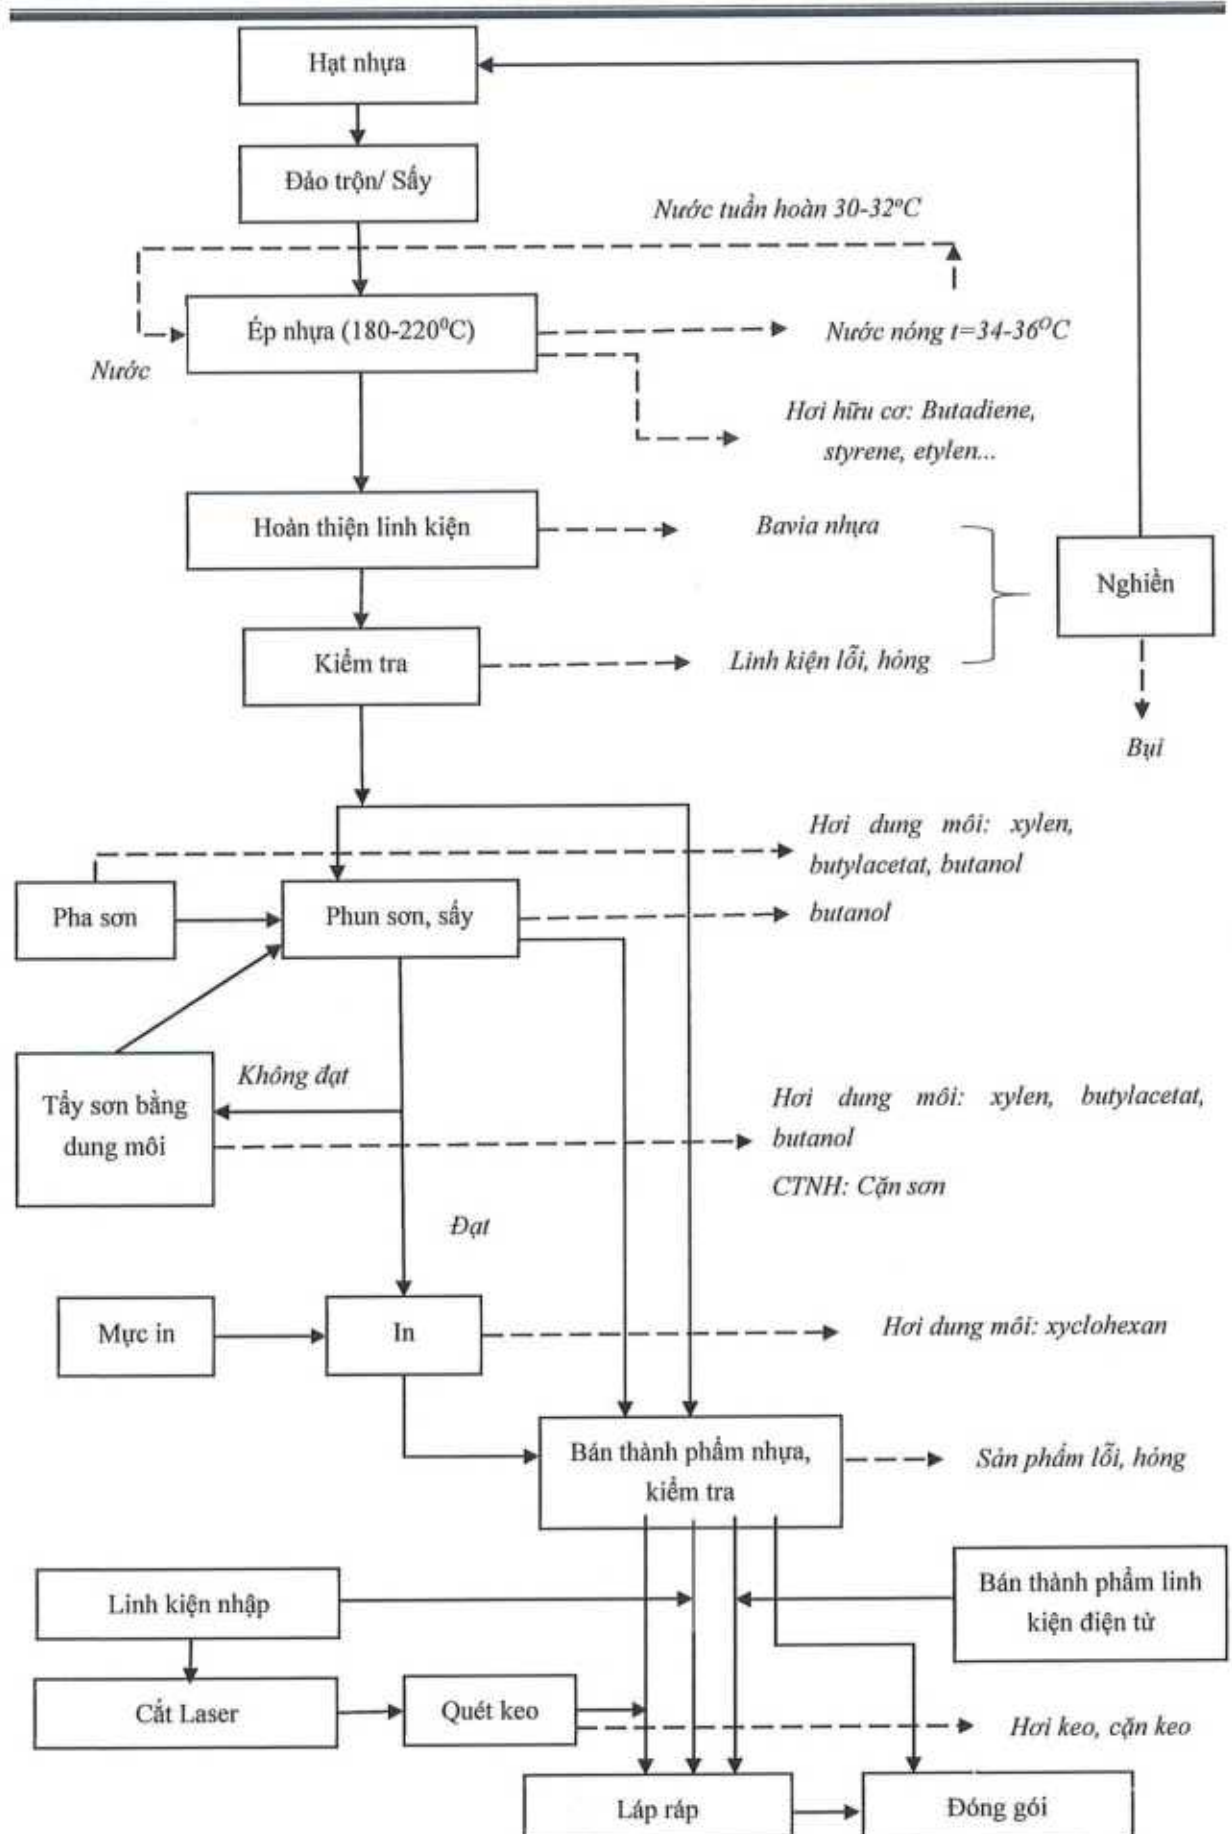 Hạt nhựa
Đảo trộn/ Sấy
Nước tuần hoàn 30-32ºC
Ép nhựa (180-220⁰C)
Nước nóng t=34-36ᴼC
Nước
Hơi hữu cơ: Butadiene,
styrene, etylen...
Hoàn thiện linh kiện
Bavia nhựa
Nghiền
Kiểm tra
Linh kiện lỗi, hỏng
Bụi
Hơi dung môi: xylen,
butylacetat, butanol
Pha sơn
Phun sơn, sấy
butanol
Không đạt
Tẩy sơn bằng
dung môi
Hơi dung môi: xylen, butylacetat,
butanol
CTNH: Cặn sơn
Đạt
Mực in
In
Hơi dung môi: xyclohexan
Bán thành phẩm nhựa,
kiểm tra
Sản phẩm lỗi, hỏng
Linh kiện nhập
Bán thành phẩm linh
kiện điện tử
Cắt Laser
Quét keo
Hơi keo, cặn keo
Láp ráp
Đóng gói